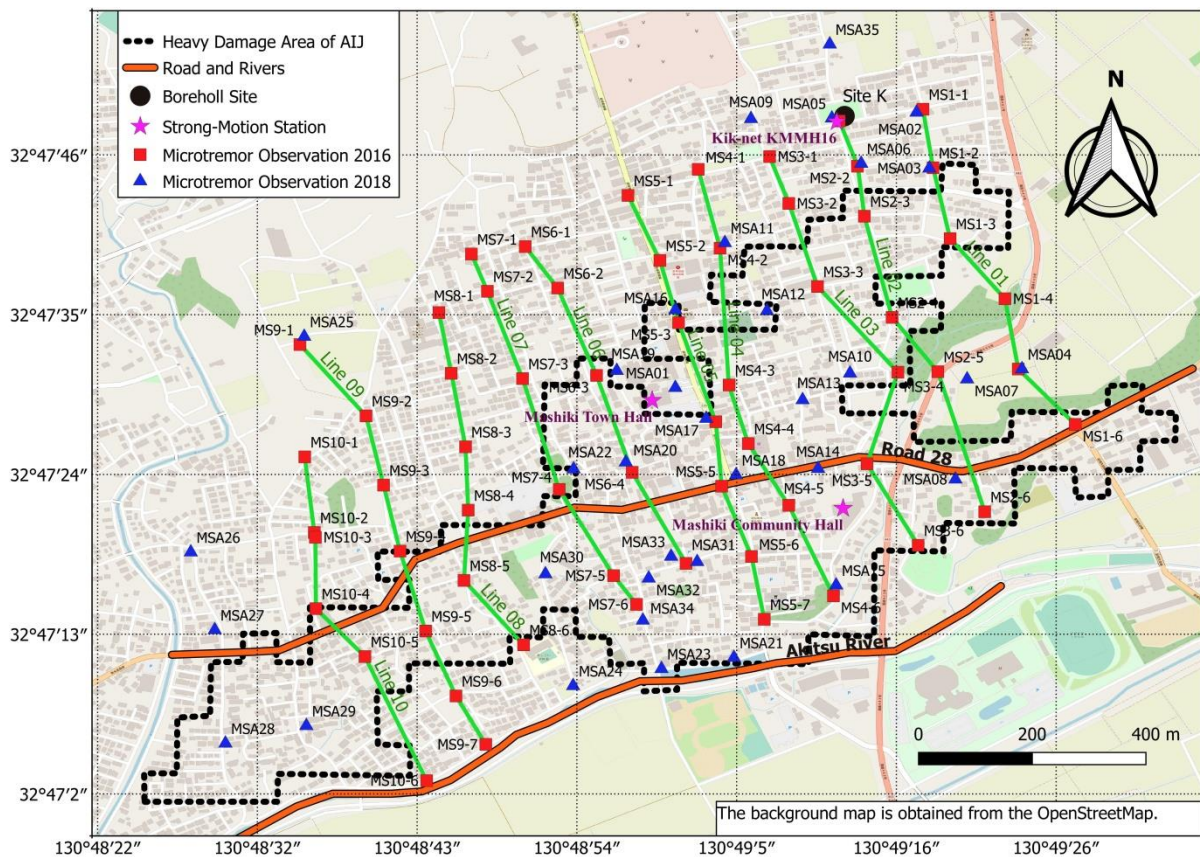 Heavy Damage Area of AIJ
Road and Rivers
Boreholl Site
Strong-Motion Station
Microtremor Observation 2016
Microtremor Observation 2018
N
MSA35
MSA09
MSA05
Site K
MS1-1
MSA02
Kik-net KMMH16
32°47'46"
MS4-1
MS3-1
MSA06
MS2-2
MSA03
MS1-2
MS5-1
MS3-2
MS2-3
MS1-3
MS7-1
MS6-1
MSA11
MS5-2
MS4-2
Line 02
Line 01
MS7-2
MS6-2
MS3-3
MS8-1
MSA16
MSA12
MS2-4
MS1-4
32°47'35"
MSA25
MS9-1
MS5-3
Line 03
Line 07
Line 06
Line 05
Line 04
MS8-2
MS7-3
MSA19
MSA10
MS2-5
MSA04
Line 09
MS6-3
MSA01
MS4-3
MSA13
MS3-4
MSA07
MS9-2
Mashiki Town Hall
MSA17
MS1-6
MS10-1
MS8-3
MS4-4
Road 28
MS9-3
MSA22
MSA20
MSA18
MSA14
32°47'24"
MS7-4
MS6-4
MS5-5
MS4-5
MS3-5
MSA08
MS8-4
MS2-6
MS10-2
Mashiki Community Hall
MS10-3
MS9-4
MS3-6
MSA26
MSA33
MSA31
MS5-6
MS8-5
MSA30
MS7-5
MSA32
MSA15
MS10-4
MS7-6
MSA34
MS5-7
MS4-6
MSA27
MS9-5
Line 08
32°47'13"
MS10-5
MS8-6
MSA23
MSA21
Akitsu River
Line 10
MS9-6
MSA24
MSA28
MSA29
MS9-7
0 200 400 m
MS10-6
32°47'2"
The background map is obtained from the OpenStreetMap.
130°48'22" 130°48'32" 130°48'43" 130°48'54" 130°49'5" 130°49'16" 130°49'26"